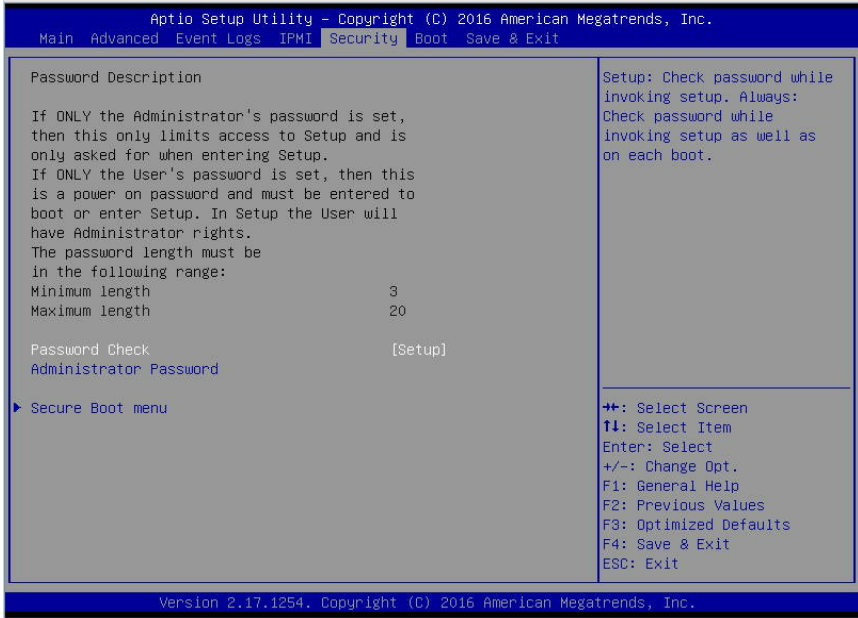 Aptio Setup Utility – Copyright (C) 2016 American Megatrends, Inc.
Main Advanced Event Logs IPMI Security Boot Save & Exit
Password Description
If ONLY the Administrator's password is set,
then this only limits access to Setup and is
only asked for when entering Setup.
If ONLY the User's password is set, then this
is a power on password and must be entered to
boot or enter Setup. In Setup the User will
have Administrator rights.
The password length must be
in the following range:
Minimum length 3
Maximum length 20
Password Check [Setup]
Administrator Password
Secure Boot menu
Setup: Check password while
invoking setup. Always:
Check password while
invoking setup as well as
on each boot.
→←: Select Screen
↑↓: Select Item
Enter: Select
+/-: Change Opt.
F1: General Help
F2: Previous Values
F3: Optimized Defaults
F4: Save & Exit
ESC: Exit
Version 2.17.1254. Copyright (C) 2016 American Megatrends, Inc.